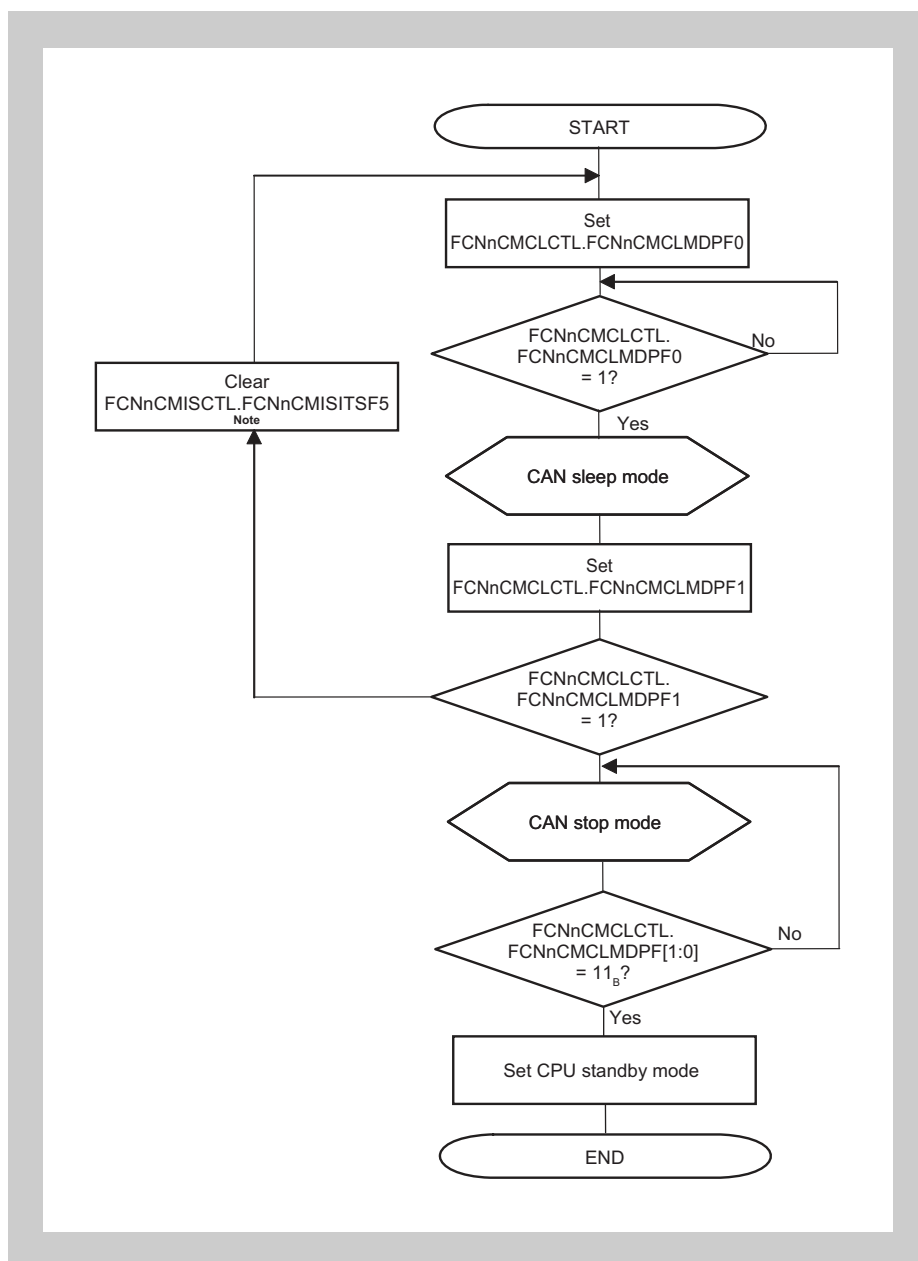 START
Set
FCNnCMCLCTL.FCNnCMCLMDPF0
FCNnCMCLCTL.
FCNnCMCLMDPF0
= 1?
No
Yes
Clear
FCNnCMISCTL.FCNnCMISITSF5
Note
CAN sleep mode
Set
FCNnCMCLCTL.FCNnCMCLMDPF1
FCNnCMCLCTL.
FCNnCMCLMDPF1
= 1?
CAN stop mode
FCNnCMCLCTL.
FCNnCMCLMDPF[1:0]
= 11B?
No
Yes
Set CPU standby mode
END